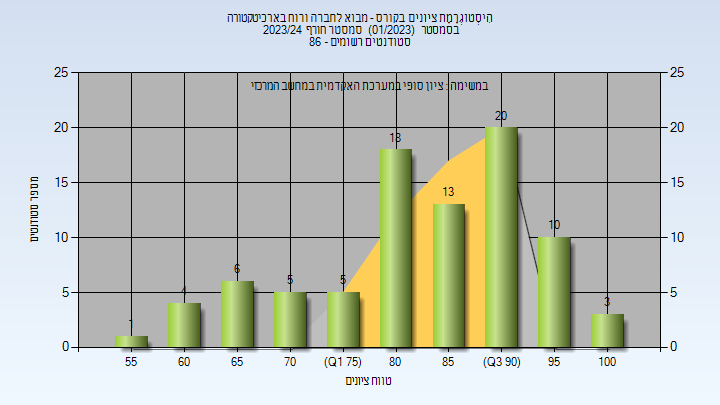 היסטוגרמת ציונים בקורס - מבוא לחברה ורוח בארכיטקטורה
בסמסטר (01/2023) סמסטר חורף 2023/24
סטודנטים רשומים - 86
במשימה : ציון סופי במערכת האקדמית במחשב המרכזי
25 25
20 20
15 15
10 10
5 5
0 0
מספר סטודנטים
1 4 6 5 5 18 13 20 10 3
55 60 65 70 (Q1 75) 80 85 (Q3 90) 95 100
טווח ציונים